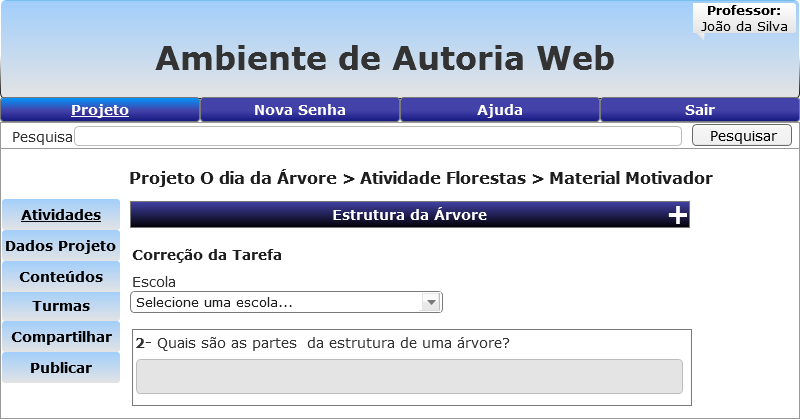 Professor:
João da Silva
Ambiente de Autoria Web
Projeto
Nova Senha
Ajuda
Sair
Pesquisa
Pesquisar
Projeto O dia da Árvore > Atividade Florestas > Material Motivador
Atividades
Dados Projeto
Conteúdos
Turmas
Compartilhar
Publicar
Estrutura da Árvore
Correção da Tarefa
Escola
Selecione uma escola...
2- Quais são as partes  da estrutura de uma árvore?